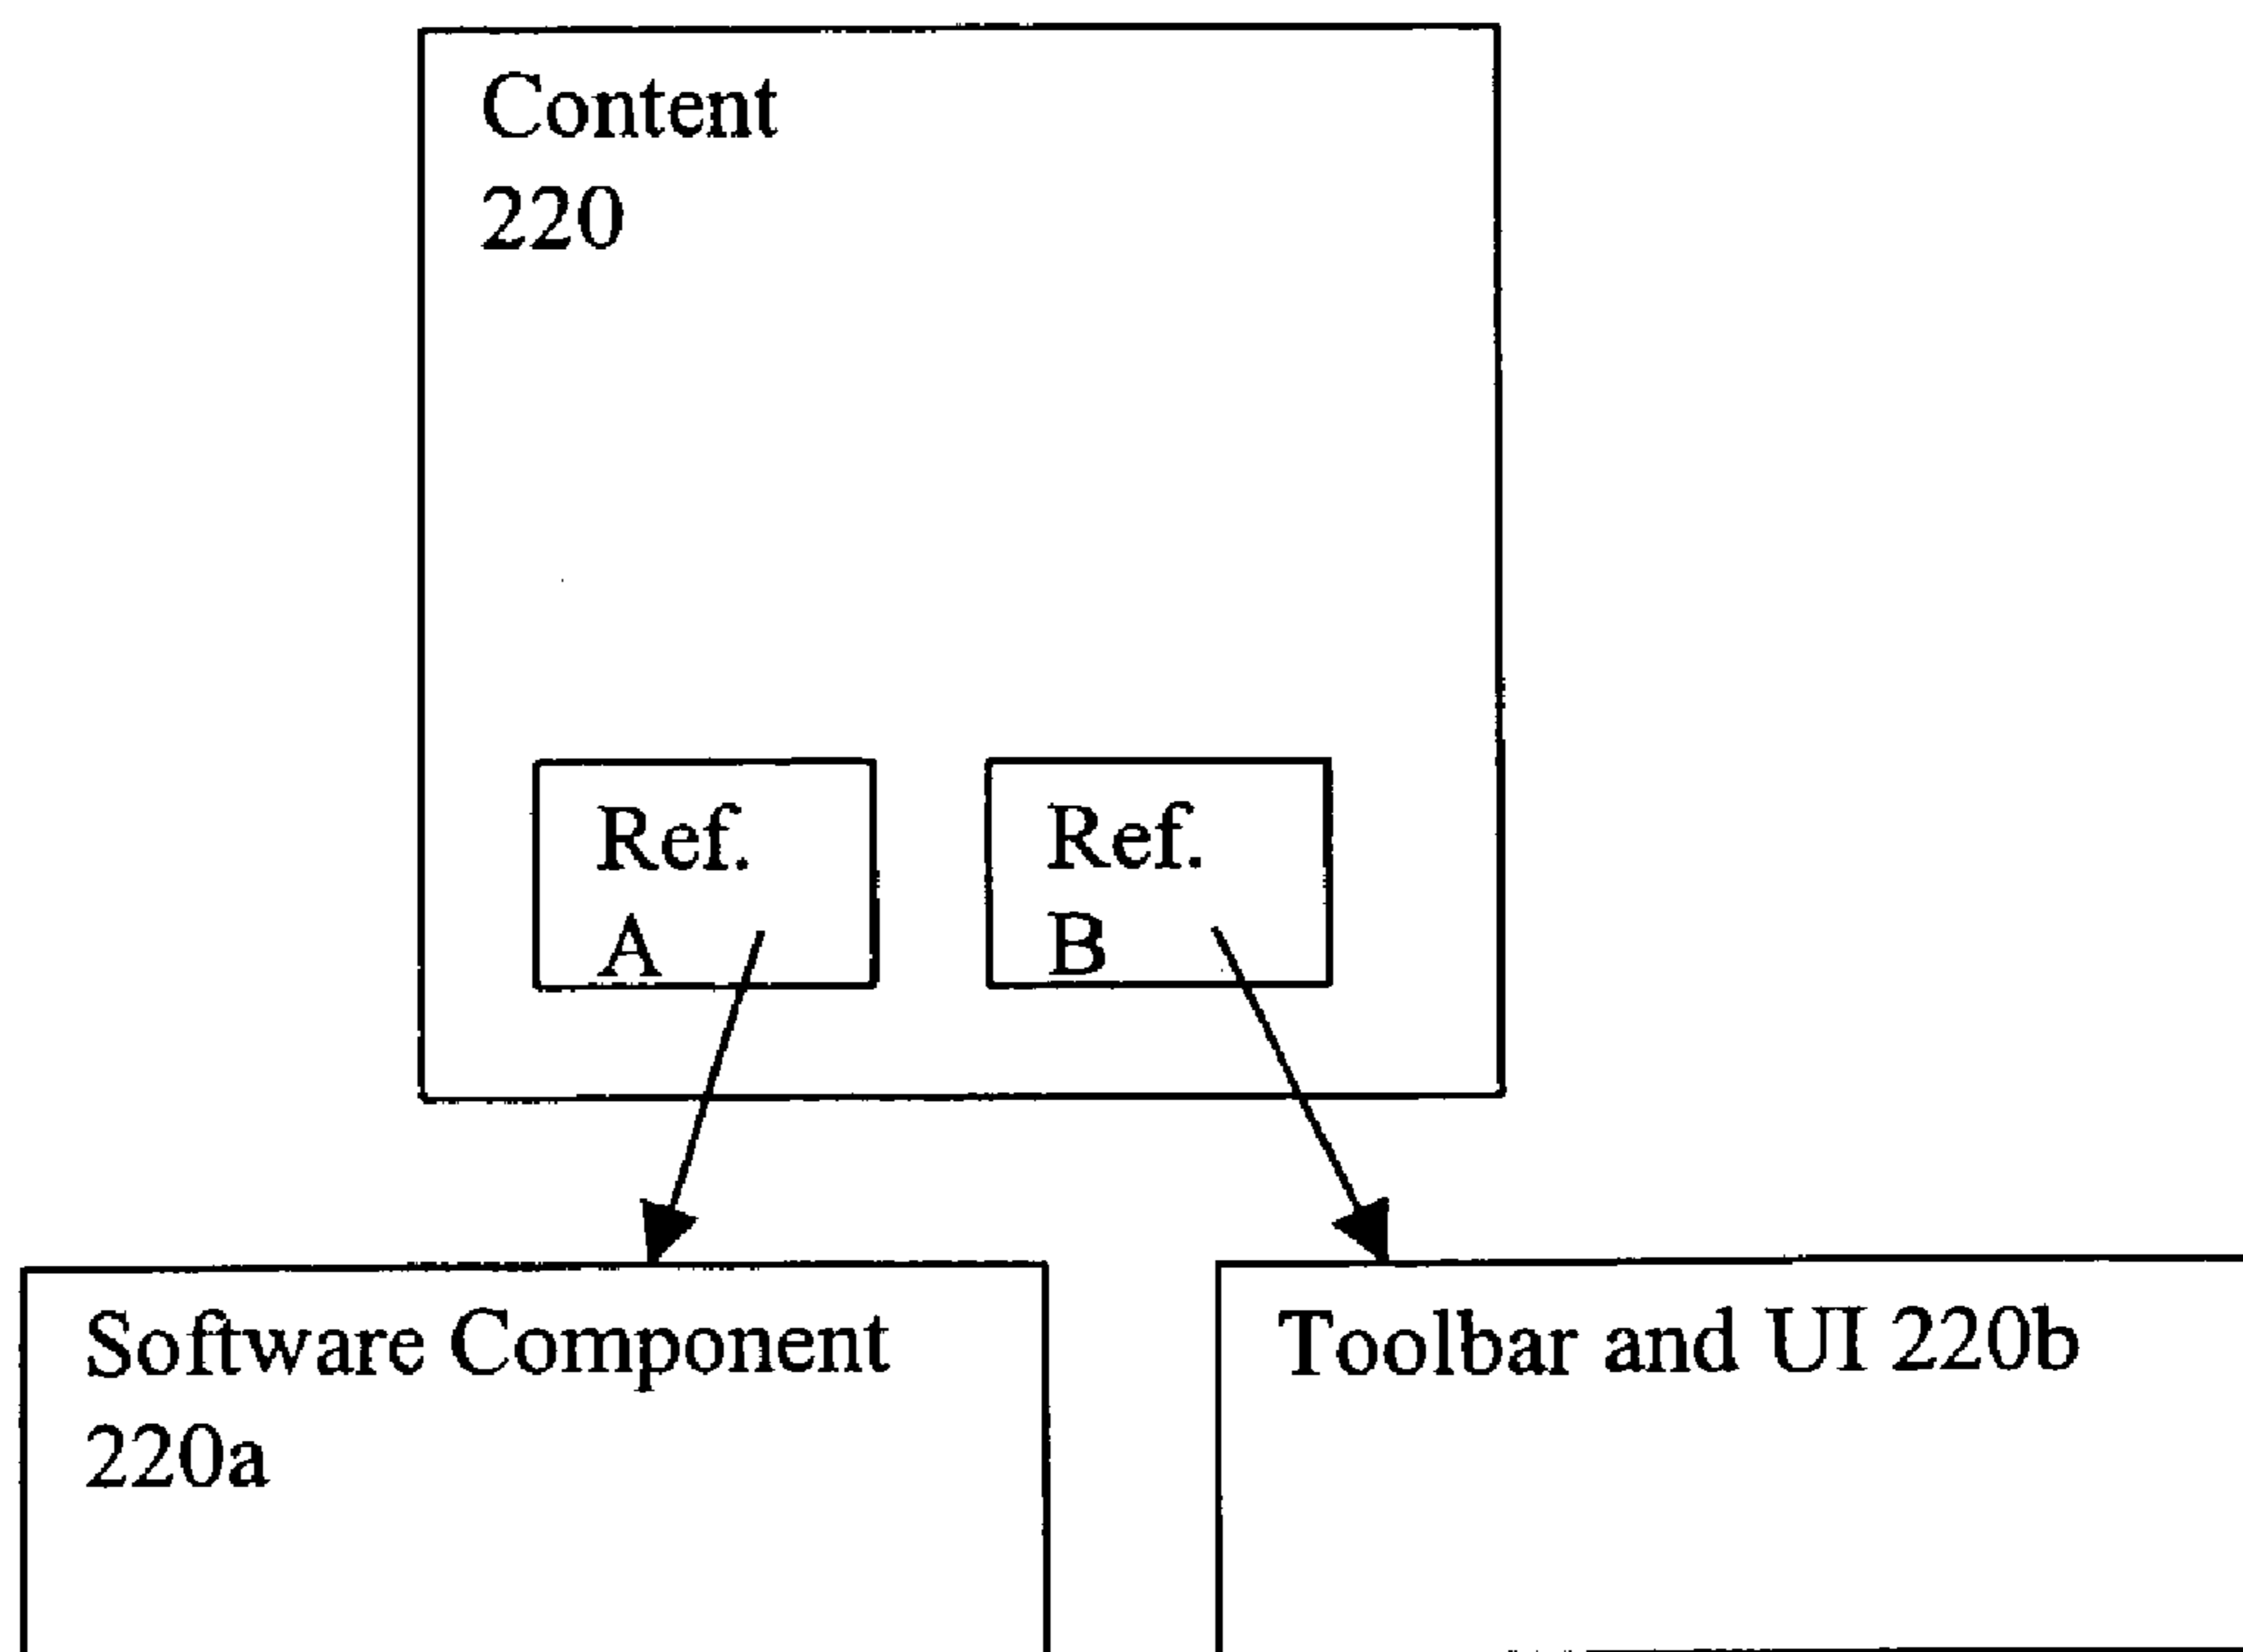 Content
220
Ref.
A
Ref.
B
Software Component
220a
Toolbar and UI 220b